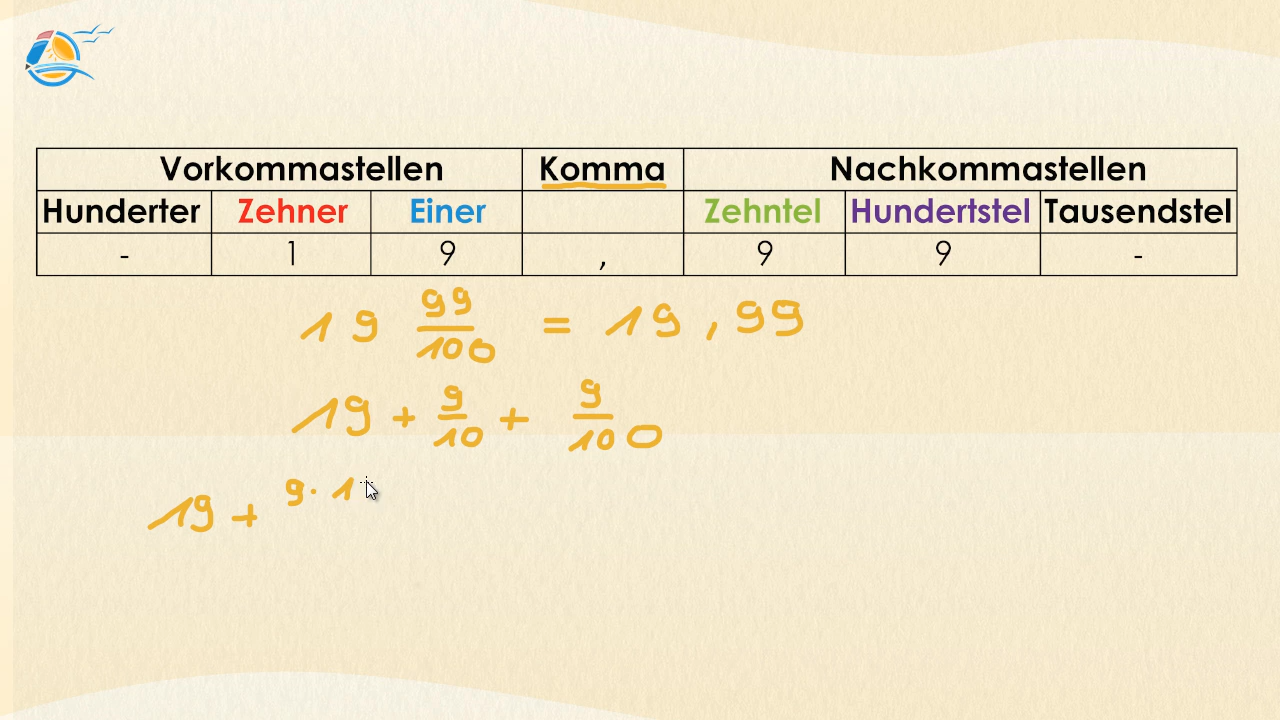 Vorkommastellen Komma Nachkommastellen
Hunderter Zehner Einer Zehntel Hundertstel Tausendstel
- 1 9 , 9 9 -
19 99/100 = 19,99
19 + 9/10 + 9/100
19 + 9 · 1